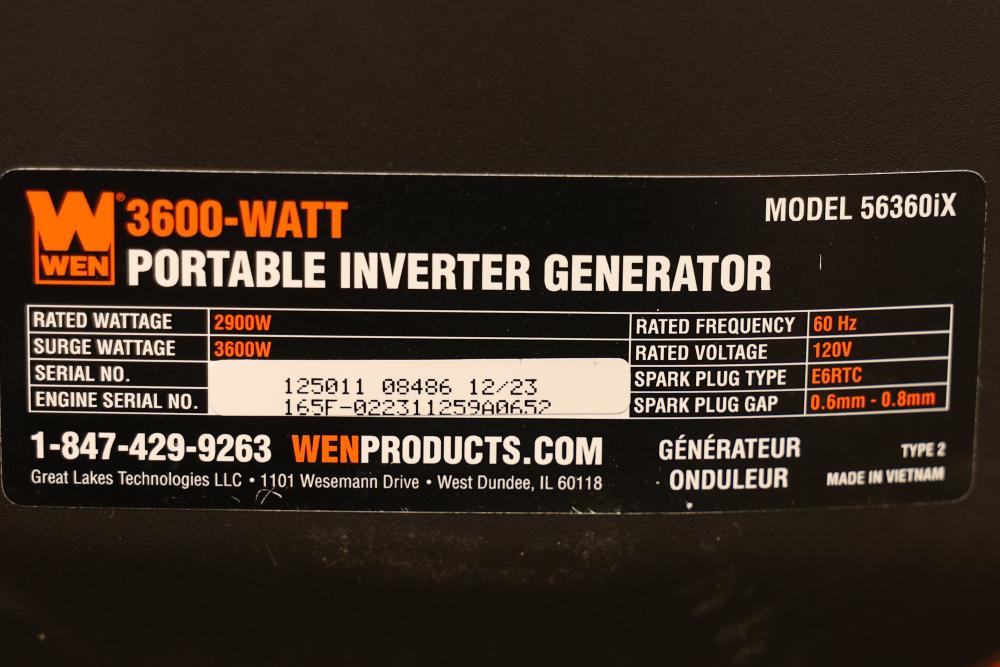 WEN®
3600-WATT
PORTABLE INVERTER GENERATOR
MODEL 56360iX
RATED WATTAGE 2900W
SURGE WATTAGE 3600W
SERIAL NO. 125011 08486 12/23
ENGINE SERIAL NO. 165F-022311259A0652
RATED FREQUENCY 60 Hz
RATED VOLTAGE 120V
SPARK PLUG TYPE E6RTC
SPARK PLUG GAP 0.6mm - 0.8mm
1-847-429-9263 WENPRODUCTS.COM
Great Lakes Technologies LLC • 1101 Wesemann Drive • West Dundee, IL 60118
GÉNÉRATEUR
ONDULEUR
TYPE 2
MADE IN VIETNAM